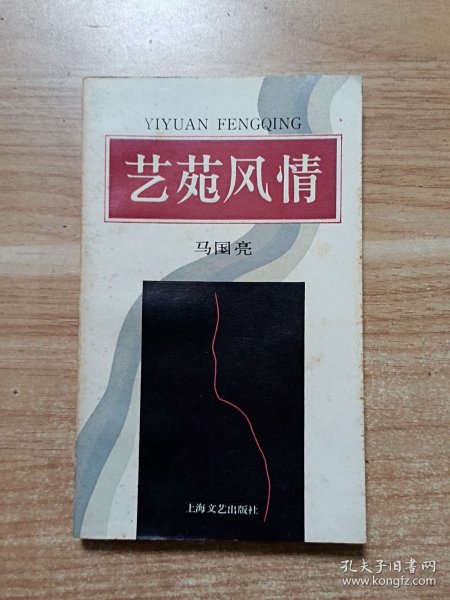 YIYUAN FENGQING
艺苑风情
马国亮
上海文艺出版社
孔夫子旧书网
www.kongfz.com